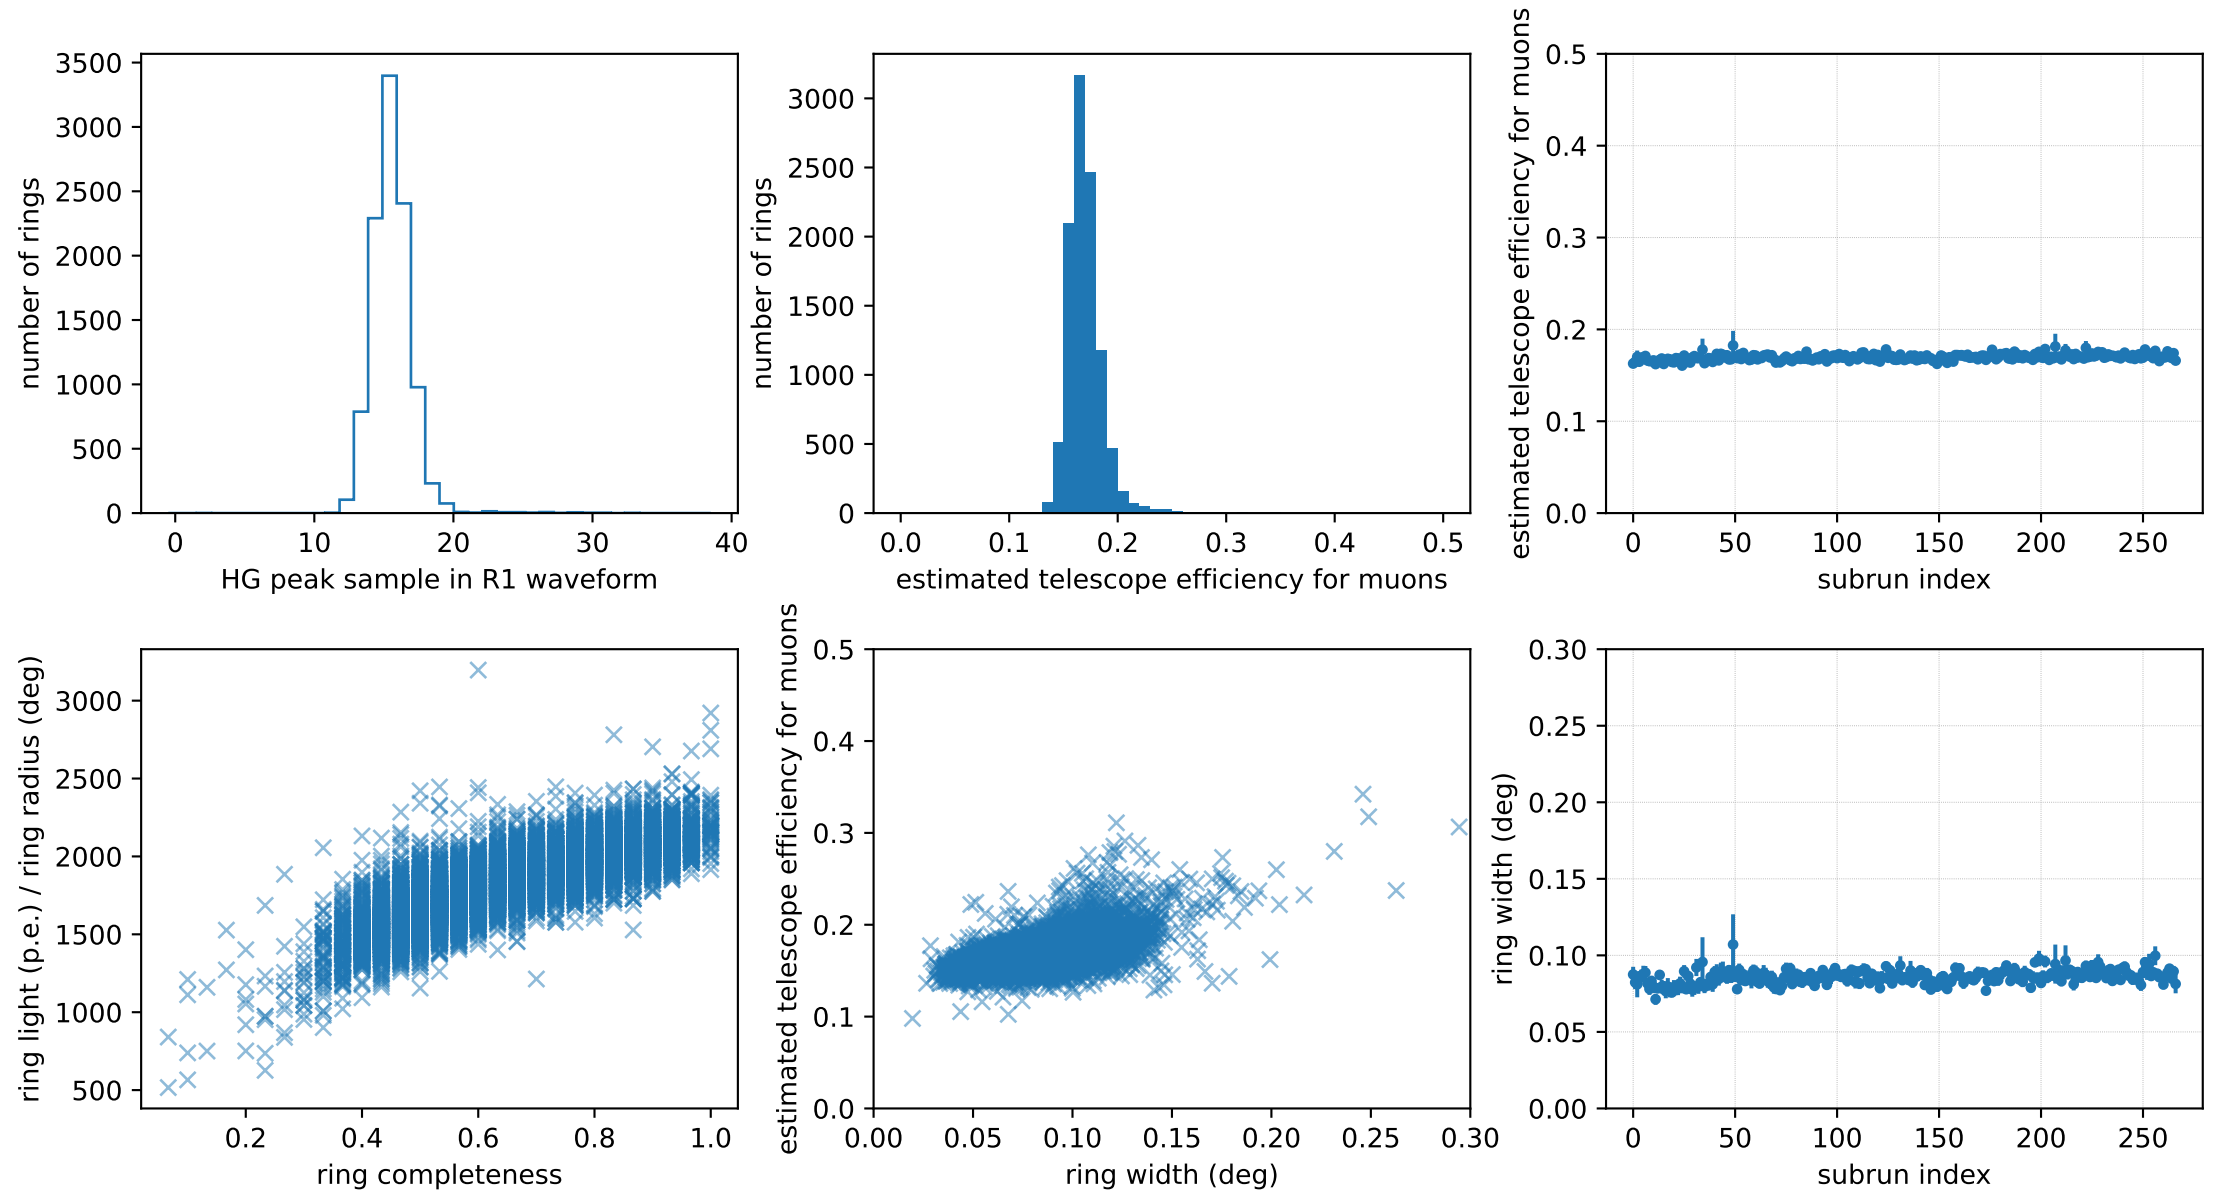 number of rings
3500
3000
2500
2000
1500
1000
500
0
0 10 20 30 40
HG peak sample in R1 waveform
number of rings
3000
2500
2000
1500
1000
500
0
0.0 0.1 0.2 0.3 0.4 0.5
estimated telescope efficiency for muons
estimated telescope efficiency for muons
0.5
0.4
0.3
0.2
0.1
0.0
0 50 100 150 200 250
subrun index
ring light (p.e.) / ring radius (deg)
3000
2500
2000
1500
1000
500
0.2 0.4 0.6 0.8 1.0
ring completeness
estimated telescope efficiency for muons
0.5
0.4
0.3
0.2
0.1
0.0
0.00 0.05 0.10 0.15 0.20 0.25 0.30
ring width (deg)
ring width (deg)
0.30
0.25
0.20
0.15
0.10
0.05
0.00
0 50 100 150 200 250
subrun index